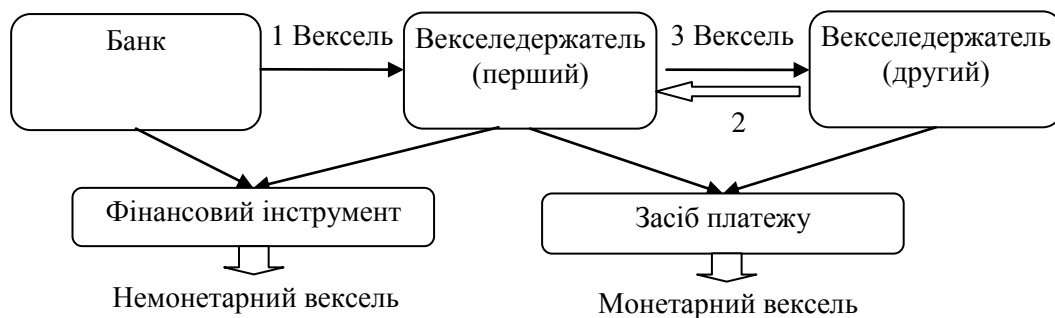 Банк
1 Вексель
Векселедержатель
(перший)
3 Вексель
Векселедержатель
(другий)
2
Фінансовий інструмент
Засіб платежу
Немонетарний вексель
Монетарний вексель